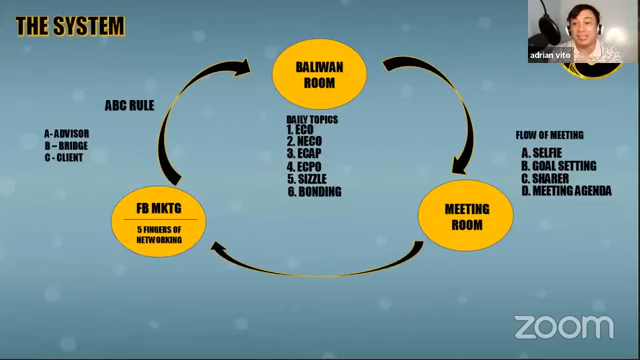 THE SYSTEM
adrian vito
BALIWAN
ROOM
ABC RULE
A- ADVISOR
B – BRIDGE
C - CLIENT
DAILY TOPICS
1. ECO
2. NECO
3. ECAP
4. ECPO
5. SIZZLE
6. BONDING
FLOW OF MEETING
A. SELFIE
B. GOAL SETTING
C. SHARER
D. MEETING AGENDA
FB MKTG
5 FINGERS OF
NETWORKING
MEETING
ROOM
zoom